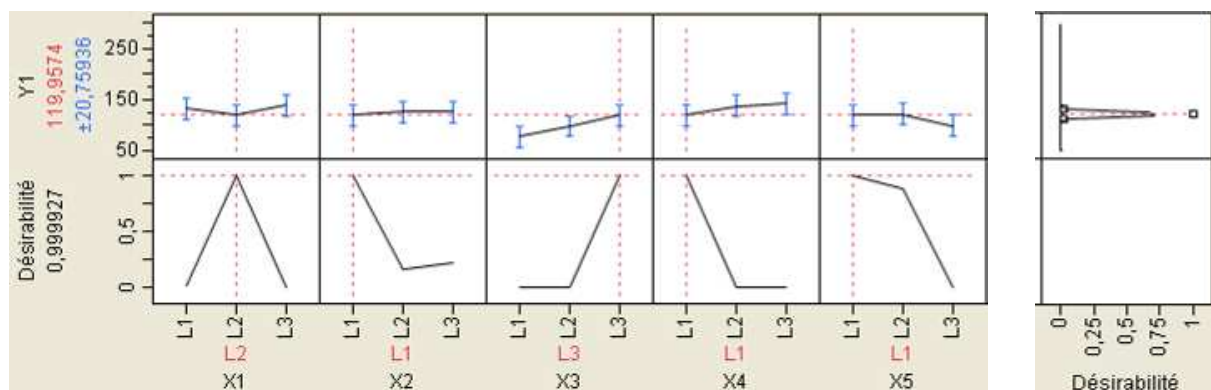 Y1
119,9574
±20,75936
250
150
50
Désirabilité
0,999927
1
0,5
0
L1 L2 L3 L1 L2 L3 L1 L2 L3 L1 L2 L3 L1 L2 L3
L2 L1 L3 L1 L1
X1 X2 X3 X4 X5
0 0,25 0,5 0,75 1
Désirabilité